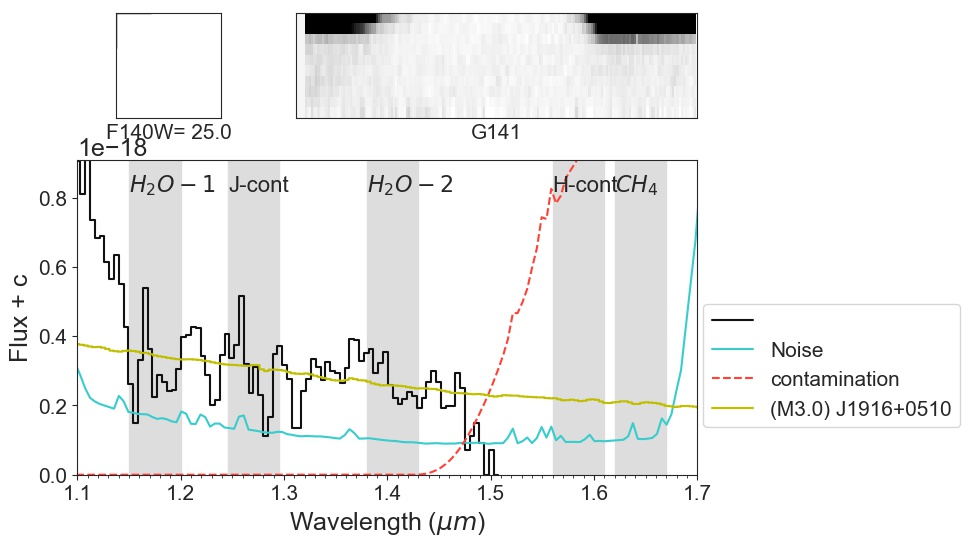 F140W= 25.0
G141
1e−18
H₂O − 1
J-cont
H₂O − 2
H-cont
CH₄
0.8
0.6
0.4
0.2
0.0
Flux + c
1.1
1.2
1.3
1.4
1.5
1.6
1.7
Wavelength (μm)
Noise
contamination
(M3.0) J1916+0510